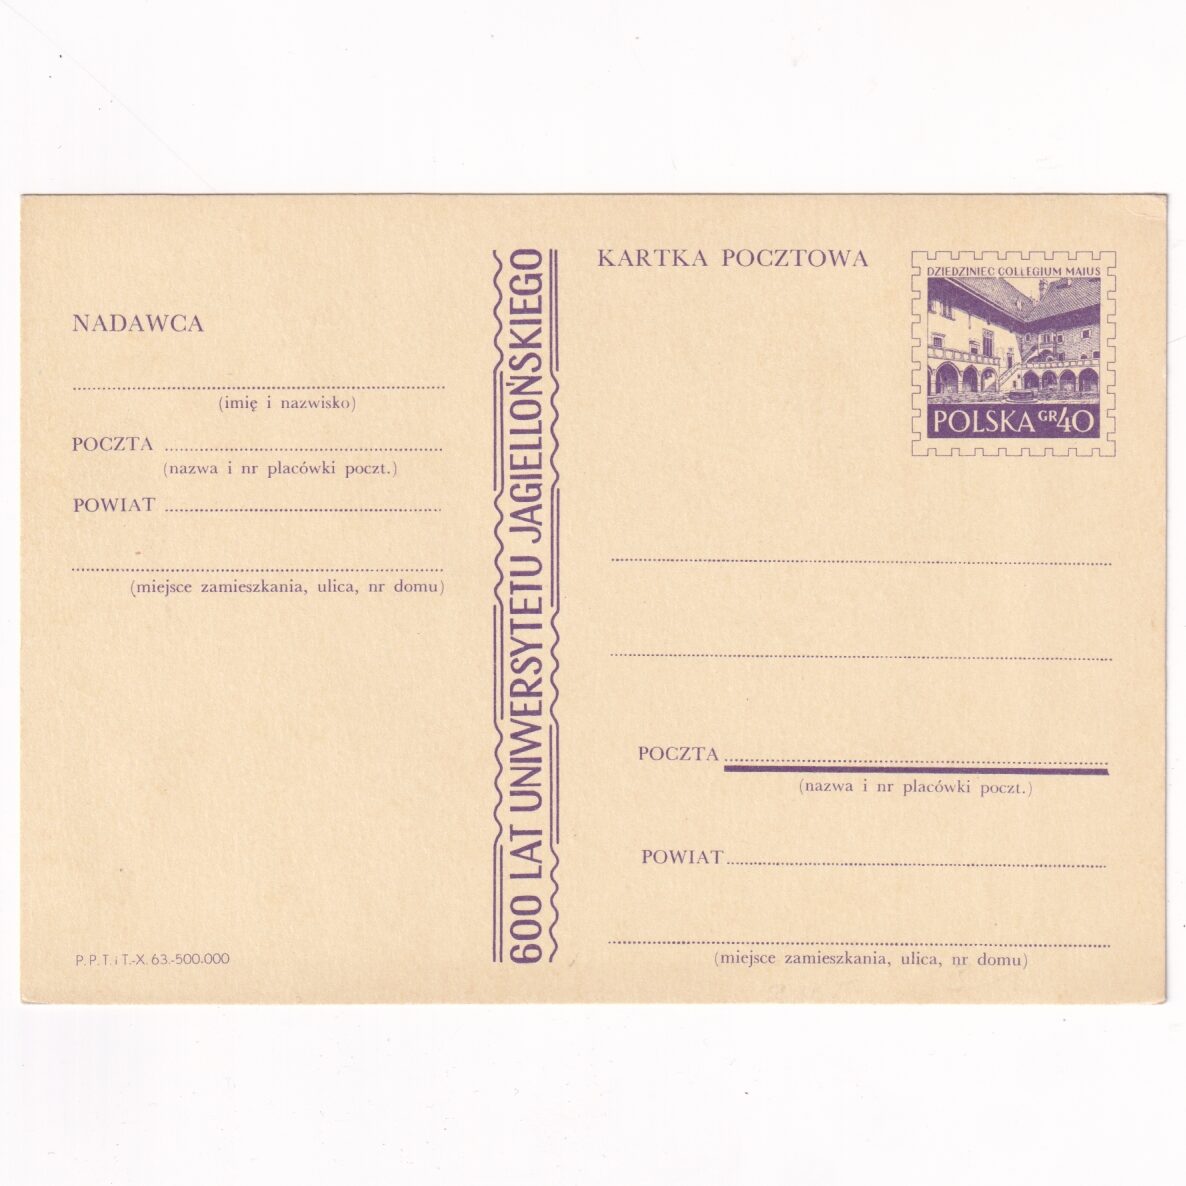 NADAWCA
(imię i nazwisko)
POCZTA
(nazwa i nr placówki poczt.)
POWIAT
(miejsce zamieszkania, ulica, nr domu)
P.P.T. i T.-X. 63.-500.000
600 LAT UNIWERSYTETU JAGIELLOŃSKIEGO
KARTKA POCZTOWA
DZIEDZINIEC COLLEGIUM MAIUS
POLSKA GR 40
POCZTA
(nazwa i nr placówki poczt.)
POWIAT
(miejsce zamieszkania, ulica, nr domu)